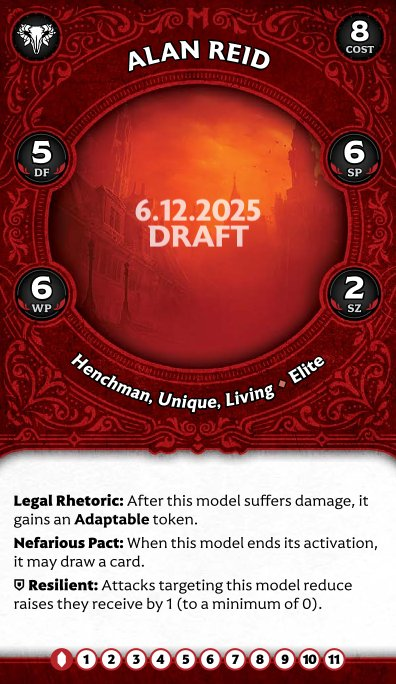 ALAN REID
8
COST
5
DF
6
SP
6.12.2025
DRAFT
6
WP
2
SZ
Henchman, Unique, Living ◆ Elite
Legal Rhetoric: After this model suffers damage, it
gains an Adaptable token.
Nefarious Pact: When this model ends its activation,
it may draw a card.
Resilient: Attacks targeting this model reduce
raises they receive by 1 (to a minimum of 0).
1 2 3 4 5 6 7 8 9 10 11